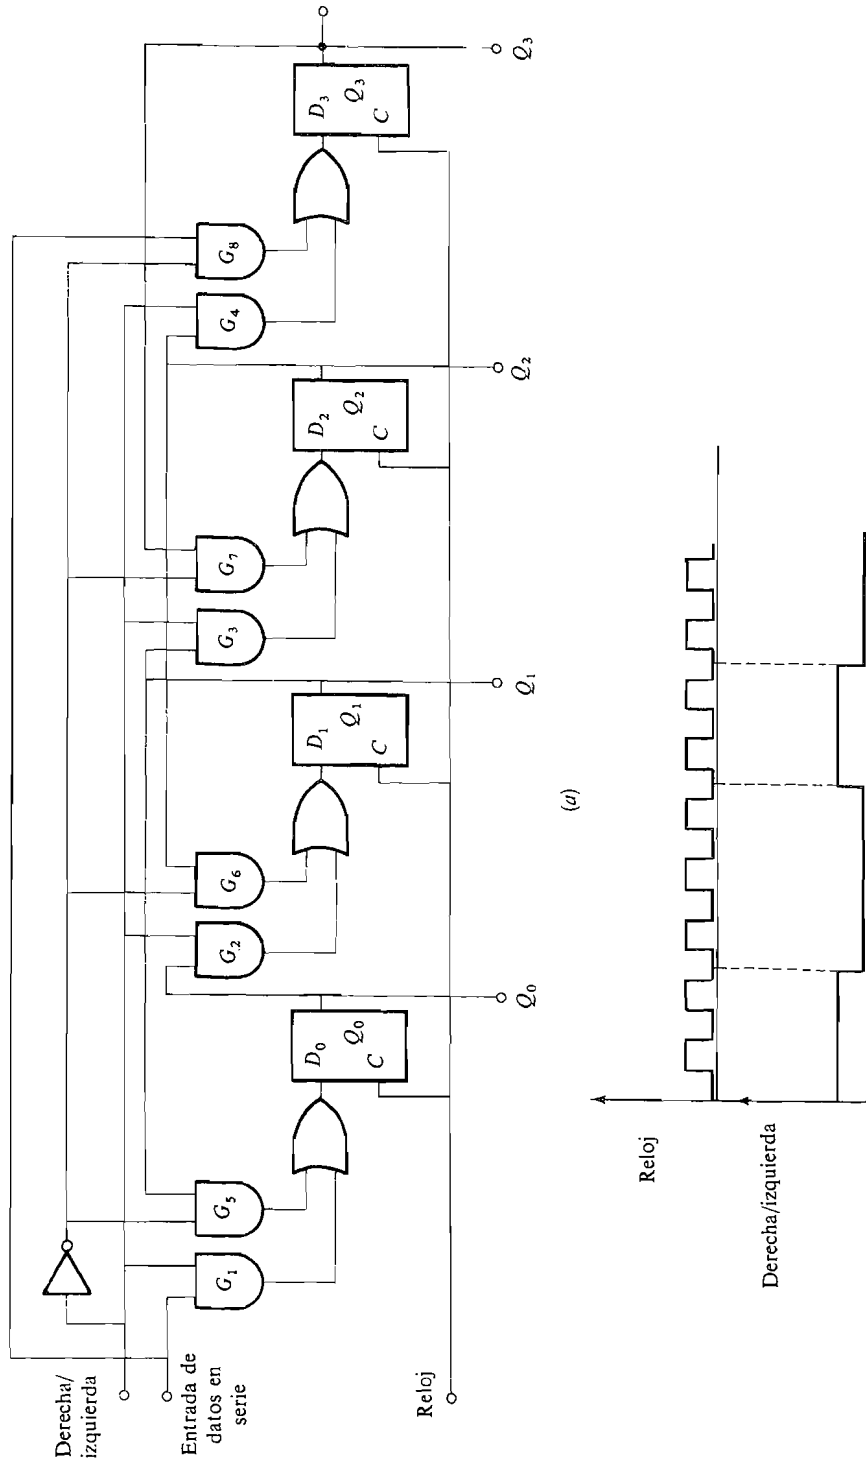 Derecha/
izquierda
Entrada de
datos en
serie
Reloj
G1
G5
G2
G6
G3
G7
G4
G8
D0
Q0
C
D1
Q1
C
D2
Q2
C
D3
Q3
C
Q0
Q1
Q2
Q3
(a)
Reloj
Derecha/izquierda